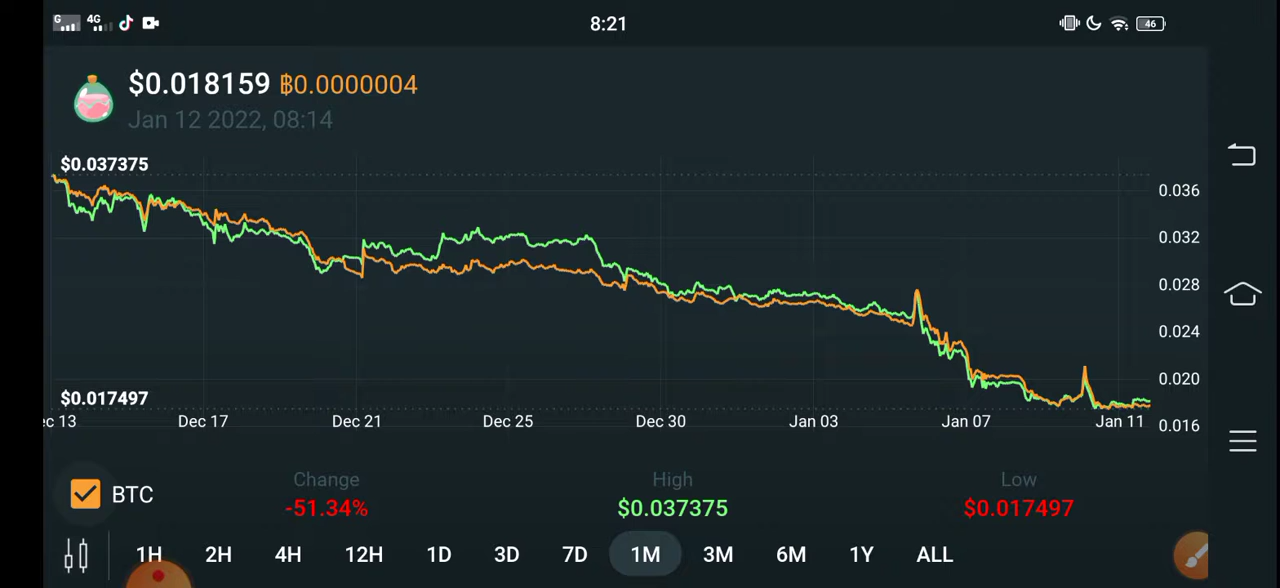 G 4G 8:21 46
$0.018159 ฿0.0000004
Jan 12 2022, 08:14
$0.037375
0.036
0.032
0.028
0.024
0.020
$0.017497
0.016
c 13 Dec 17 Dec 21 Dec 25 Dec 30 Jan 03 Jan 07 Jan 11
Change High Low
BTC -51.34% $0.037375 $0.017497
1H 2H 4H 12H 1D 3D 7D 1M 3M 6M 1Y ALL